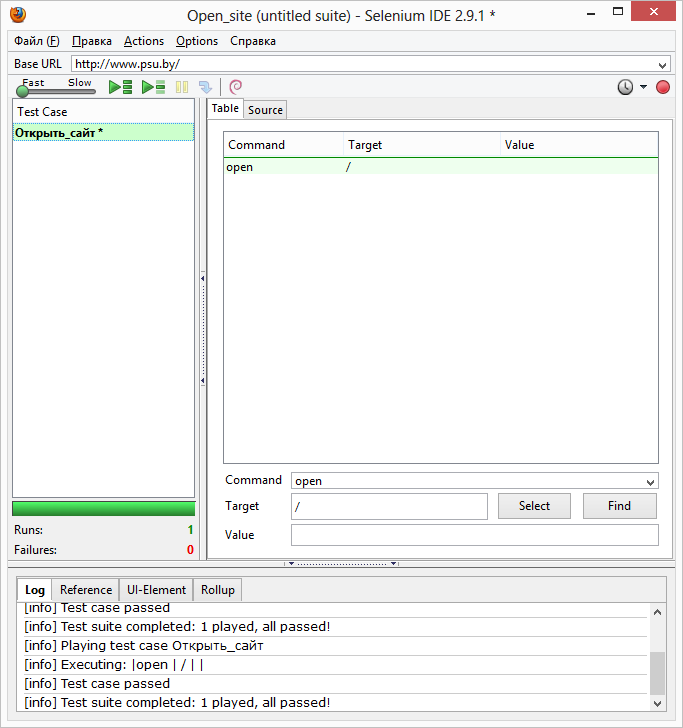 Open_site (untitled suite) - Selenium IDE 2.9.1 *
Файл (F) Правка Actions Options Справка
Base URL http://www.psu.by/
Fast Slow
Table Source
Test Case
Открыть_сайт *
Command Target Value
open /
Command open
Target / Select Find
Value
Runs: 1
Failures: 0
Log Reference UI-Element Rollup
[info] Test case passed
[info] Test suite completed: 1 played, all passed!
[info] Playing test case Открыть_сайт
[info] Executing: |open | / | |
[info] Test case passed
[info] Test suite completed: 1 played, all passed!